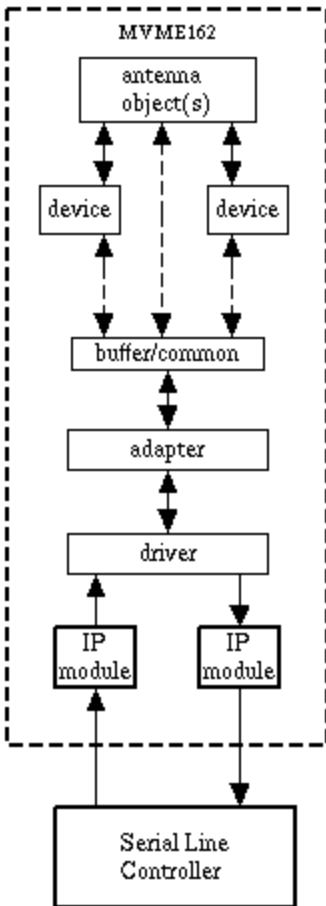 MVME162
antenna
object(s)
device
device
buffer/common
adapter
driver
IP
module
IP
module
Serial Line
Controller